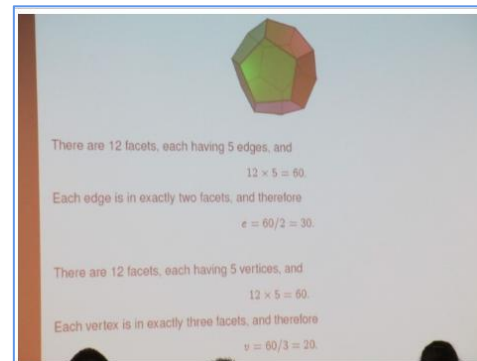 There are 12 facets, each having 5 edges, and
12 × 5 = 60.
Each edge is in exactly two facets, and therefore
e = 60/2 = 30.
There are 12 facets, each having 5 vertices, and
12 × 5 = 60.
Each vertex is in exactly three facets, and therefore
v = 60/3 = 20.